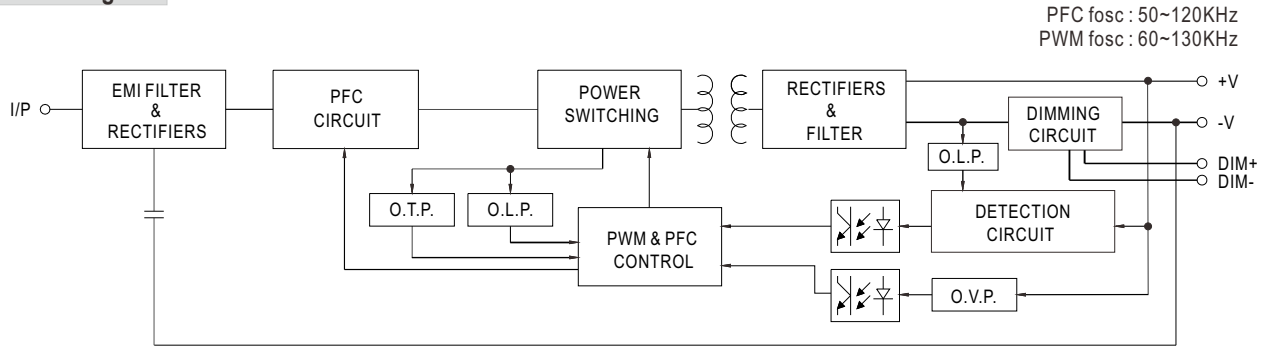 PFC fosc : 50~120KHz
PWM fosc : 60~130KHz
I/P
EMI FILTER
&
RECTIFIERS
PFC
CIRCUIT
POWER
SWITCHING
RECTIFIERS
&
FILTER
+V
DIMMING
CIRCUIT
-V
O.L.P.
DIM+
DIM-
O.T.P.
O.L.P.
PWM & PFC
CONTROL
DETECTION
CIRCUIT
O.V.P.